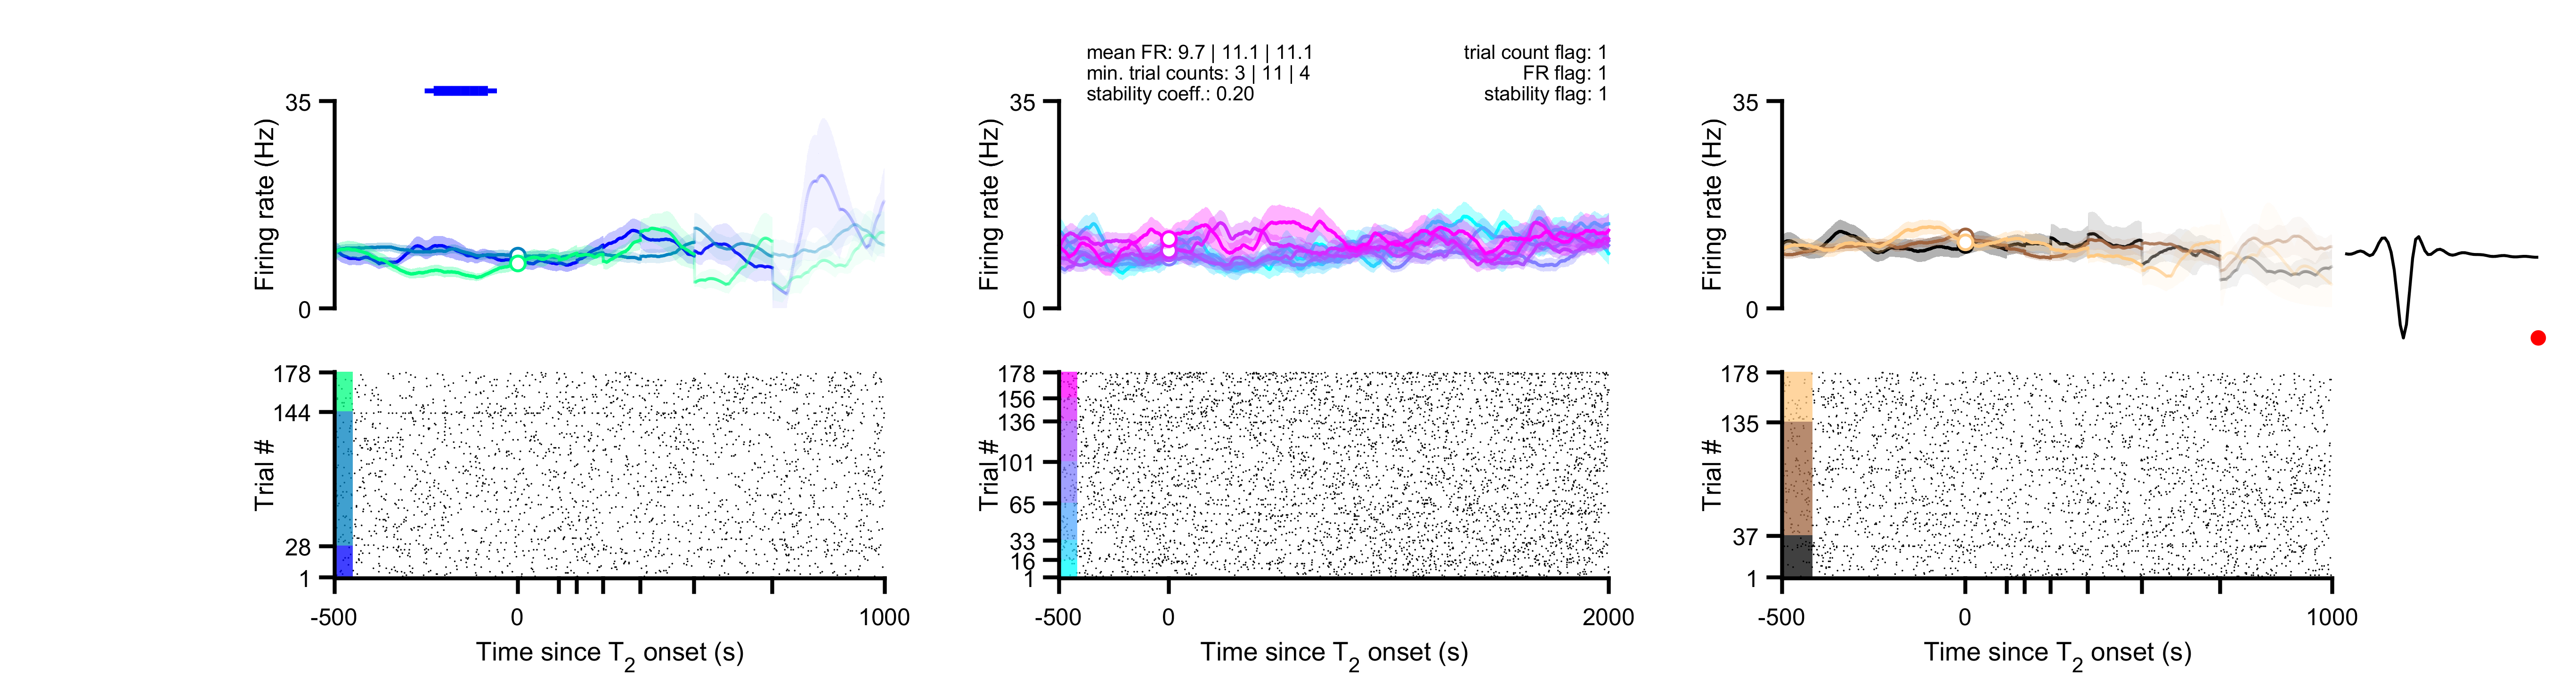 mean FR: 9.7 | 11.1 | 11.1
min. trial counts: 3 | 11 | 4
stability coeff.: 0.20
trial count flag: 1
FR flag: 1
stability flag: 1
35
0
Firing rate (Hz)
178
144
28
1
Trial #
-500
0
1000
Time since T2 onset (s)
35
0
Firing rate (Hz)
178
156
136
101
65
33
16
1
Trial #
-500
0
2000
Time since T2 onset (s)
35
0
Firing rate (Hz)
178
135
37
1
Trial #
-500
0
1000
Time since T2 onset (s)